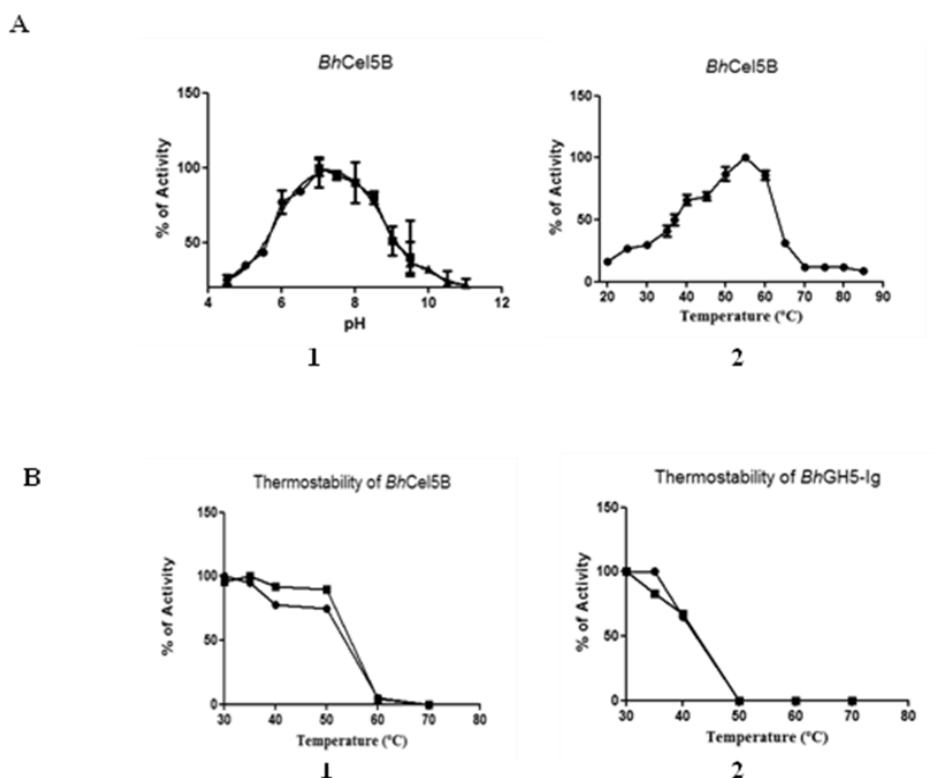 A
BhCel5B
BhCel5B
150
100
50
% of Activity
4 6 8 10 12
pH
1
150
100
50
0
% of Activity
20 30 40 50 60 70 80 90
Temperature (ºC)
2
B
Thermostability of BhCel5B
150
100
50
0
% of Activity
30 40 50 60 70 80
Temperature (ºC)
1
Thermostability of BhGH5-Ig
150
100
50
0
% of Activity
30 40 50 60 70 80
Temperature (ºC)
2